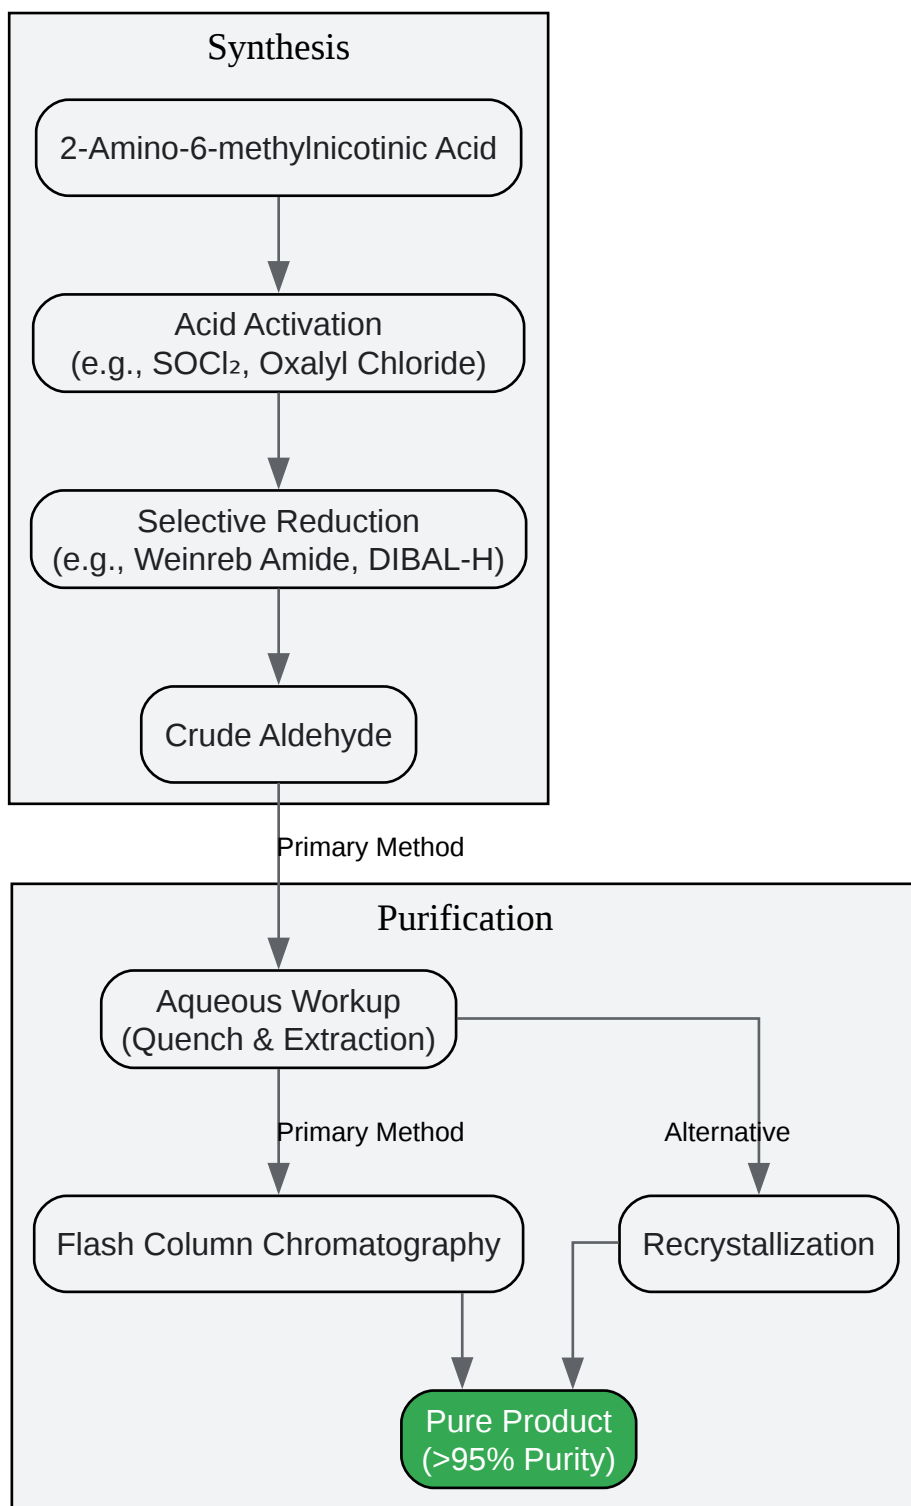 Synthesis
2-Amino-6-methylnicotinic Acid
Acid Activation
(e.g., SOCl₂, Oxalyl Chloride)
Selective Reduction
(e.g., Weinreb Amide, DIBAL-H)
Crude Aldehyde
Primary Method
Purification
Aqueous Workup
(Quench & Extraction)
Primary Method
Alternative
Flash Column Chromatography
Recrystallization
Pure Product
(>95% Purity)